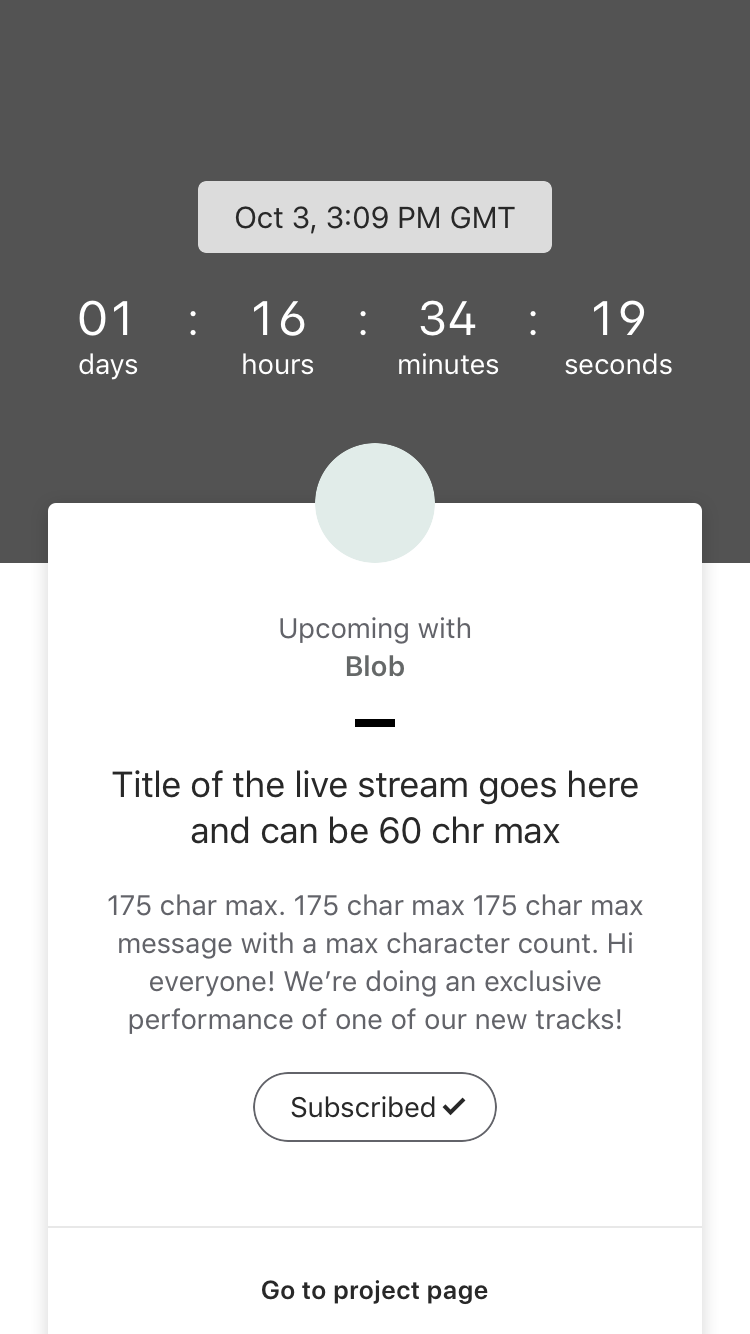 Oct 3, 3:09 PM GMT
01 : 16 : 34 : 19
days hours minutes seconds
Upcoming with
Blob
Title of the live stream goes here
and can be 60 chr max
175 char max. 175 char max 175 char max
message with a max character count. Hi
everyone! We’re doing an exclusive
performance of one of our new tracks!
Subscribed
Go to project page